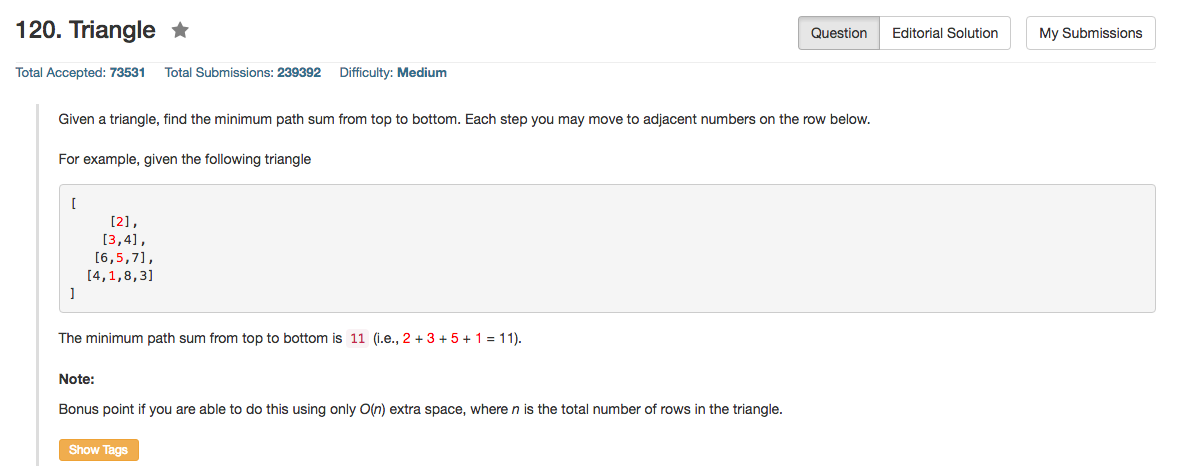 120. Triangle ★
Question Editorial Solution My Submissions
Total Accepted: 73531 Total Submissions: 239392 Difficulty: Medium
Given a triangle, find the minimum path sum from top to bottom. Each step you may move to adjacent numbers on the row below.
For example, given the following triangle
[
[2],
[3,4],
[6,5,7],
[4,1,8,3]
]
The minimum path sum from top to bottom is 11 (i.e., 2 + 3 + 5 + 1 = 11).
Note:
Bonus point if you are able to do this using only O(n) extra space, where n is the total number of rows in the triangle.
Show Tags